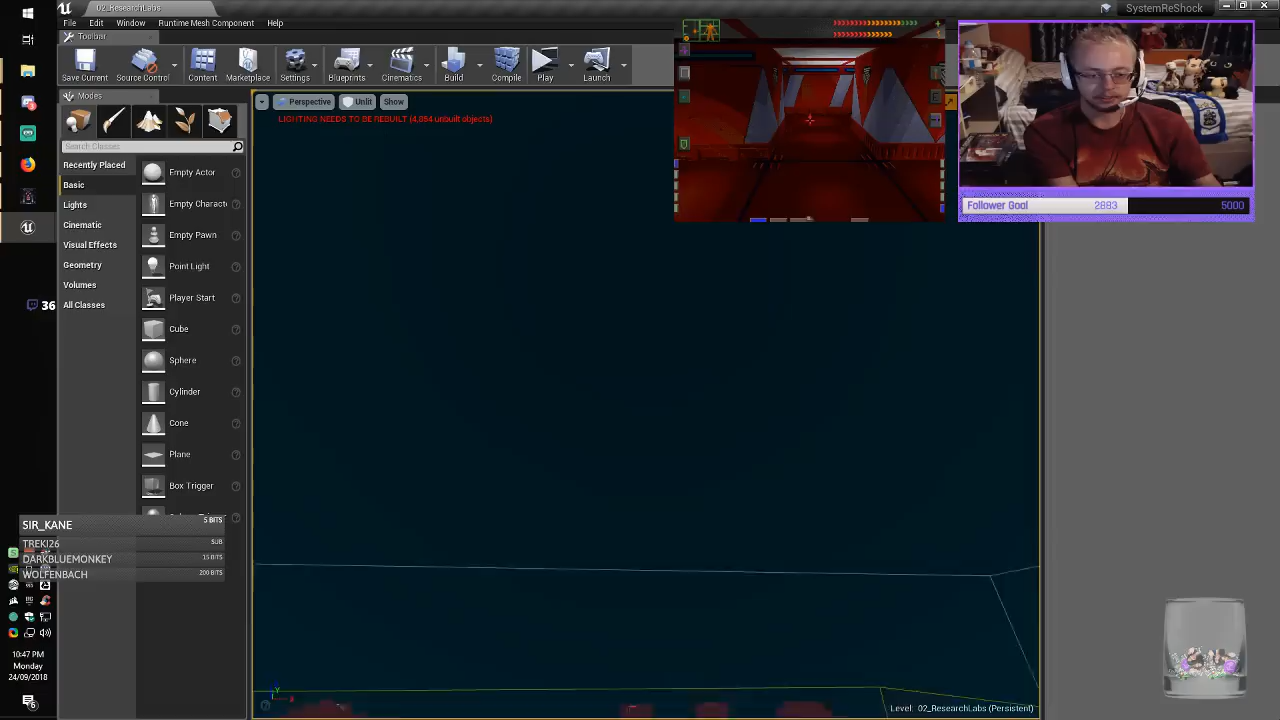 02_ResearchLabs
SystemReShock
File
Edit
Window
Runtime Mesh Component
Help
Toolbar
Save Current
Source Control
Content
Marketplace
Settings
Blueprints
Cinematics
Build
Compile
Play
Launch
Modes
Search Classes
Recently Placed
Basic
Lights
Cinematic
Visual Effects
Geometry
Volumes
All Classes
Empty Actor
Empty Charact
Empty Pawn
Point Light
Player Start
Cube
Sphere
Cylinder
Cone
Plane
Box Trigger
Perspective
Unlit
Show
LIGHTING NEEDS TO BE REBUILT (4,854 unbuilt objects)
Follower Goal 2883 5000
36
SIR_KANE 5 BITS
TREKI26 SUB
DARKBLUEMONKEY 15 BITS
WOLFENBACH 200 BITS
10:47 PM
Monday
24/09/2018
Level: 02_ResearchLabs (Persistent)